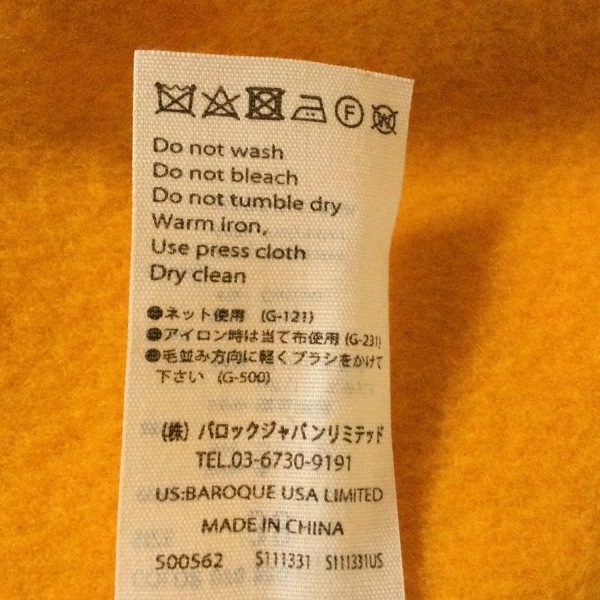 F W
Do not wash
Do not bleach
Do not tumble dry
Warm iron,
Use press cloth
Dry clean
●ネット使用 (G-121)
●アイロン時は当て布使用 (G-231)
●毛並み方向に軽くブラシをかけて
下さい (G-500)
(株) バロックジャパンリミテッド
TEL.03-6730-9191
US:BAROQUE USA LIMITED
MADE IN CHINA
500562 S111331 S111331US